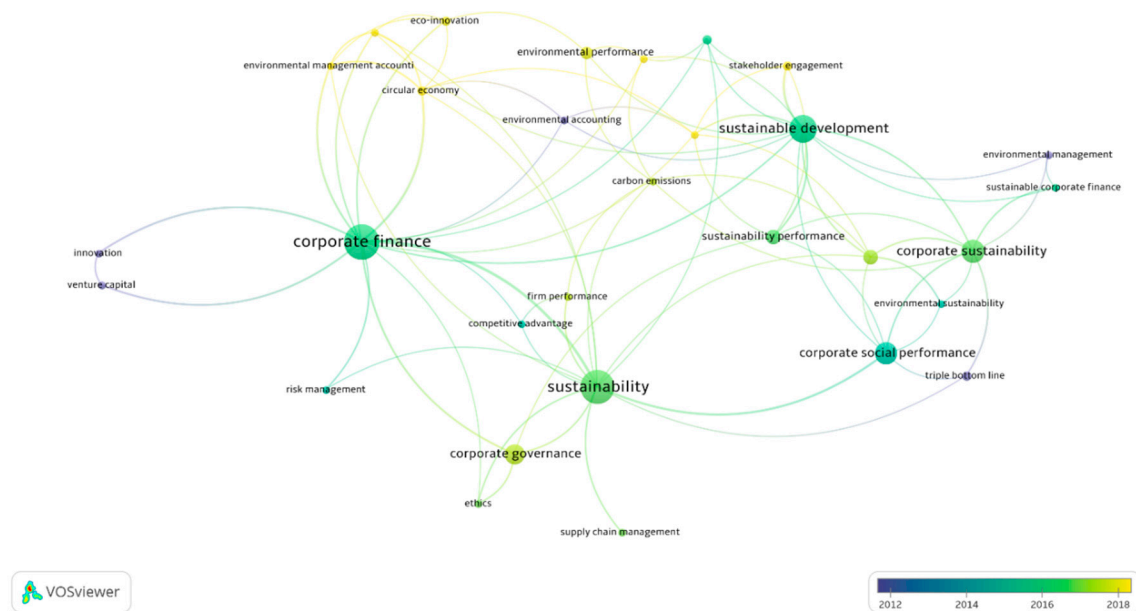 eco-innovation
environmental performance
environmental management accounti
stakeholder engagement
circular economy
environmental accounting
sustainable development
environmental management
carbon emissions
sustainable corporate finance
sustainability performance
corporate finance
corporate sustainability
innovation
venture capital
firm performance
environmental sustainability
competitive advantage
corporate social performance
triple bottom line
risk management
sustainability
corporate governance
ethics
supply chain management
VOSviewer
2012 2014 2016 2018